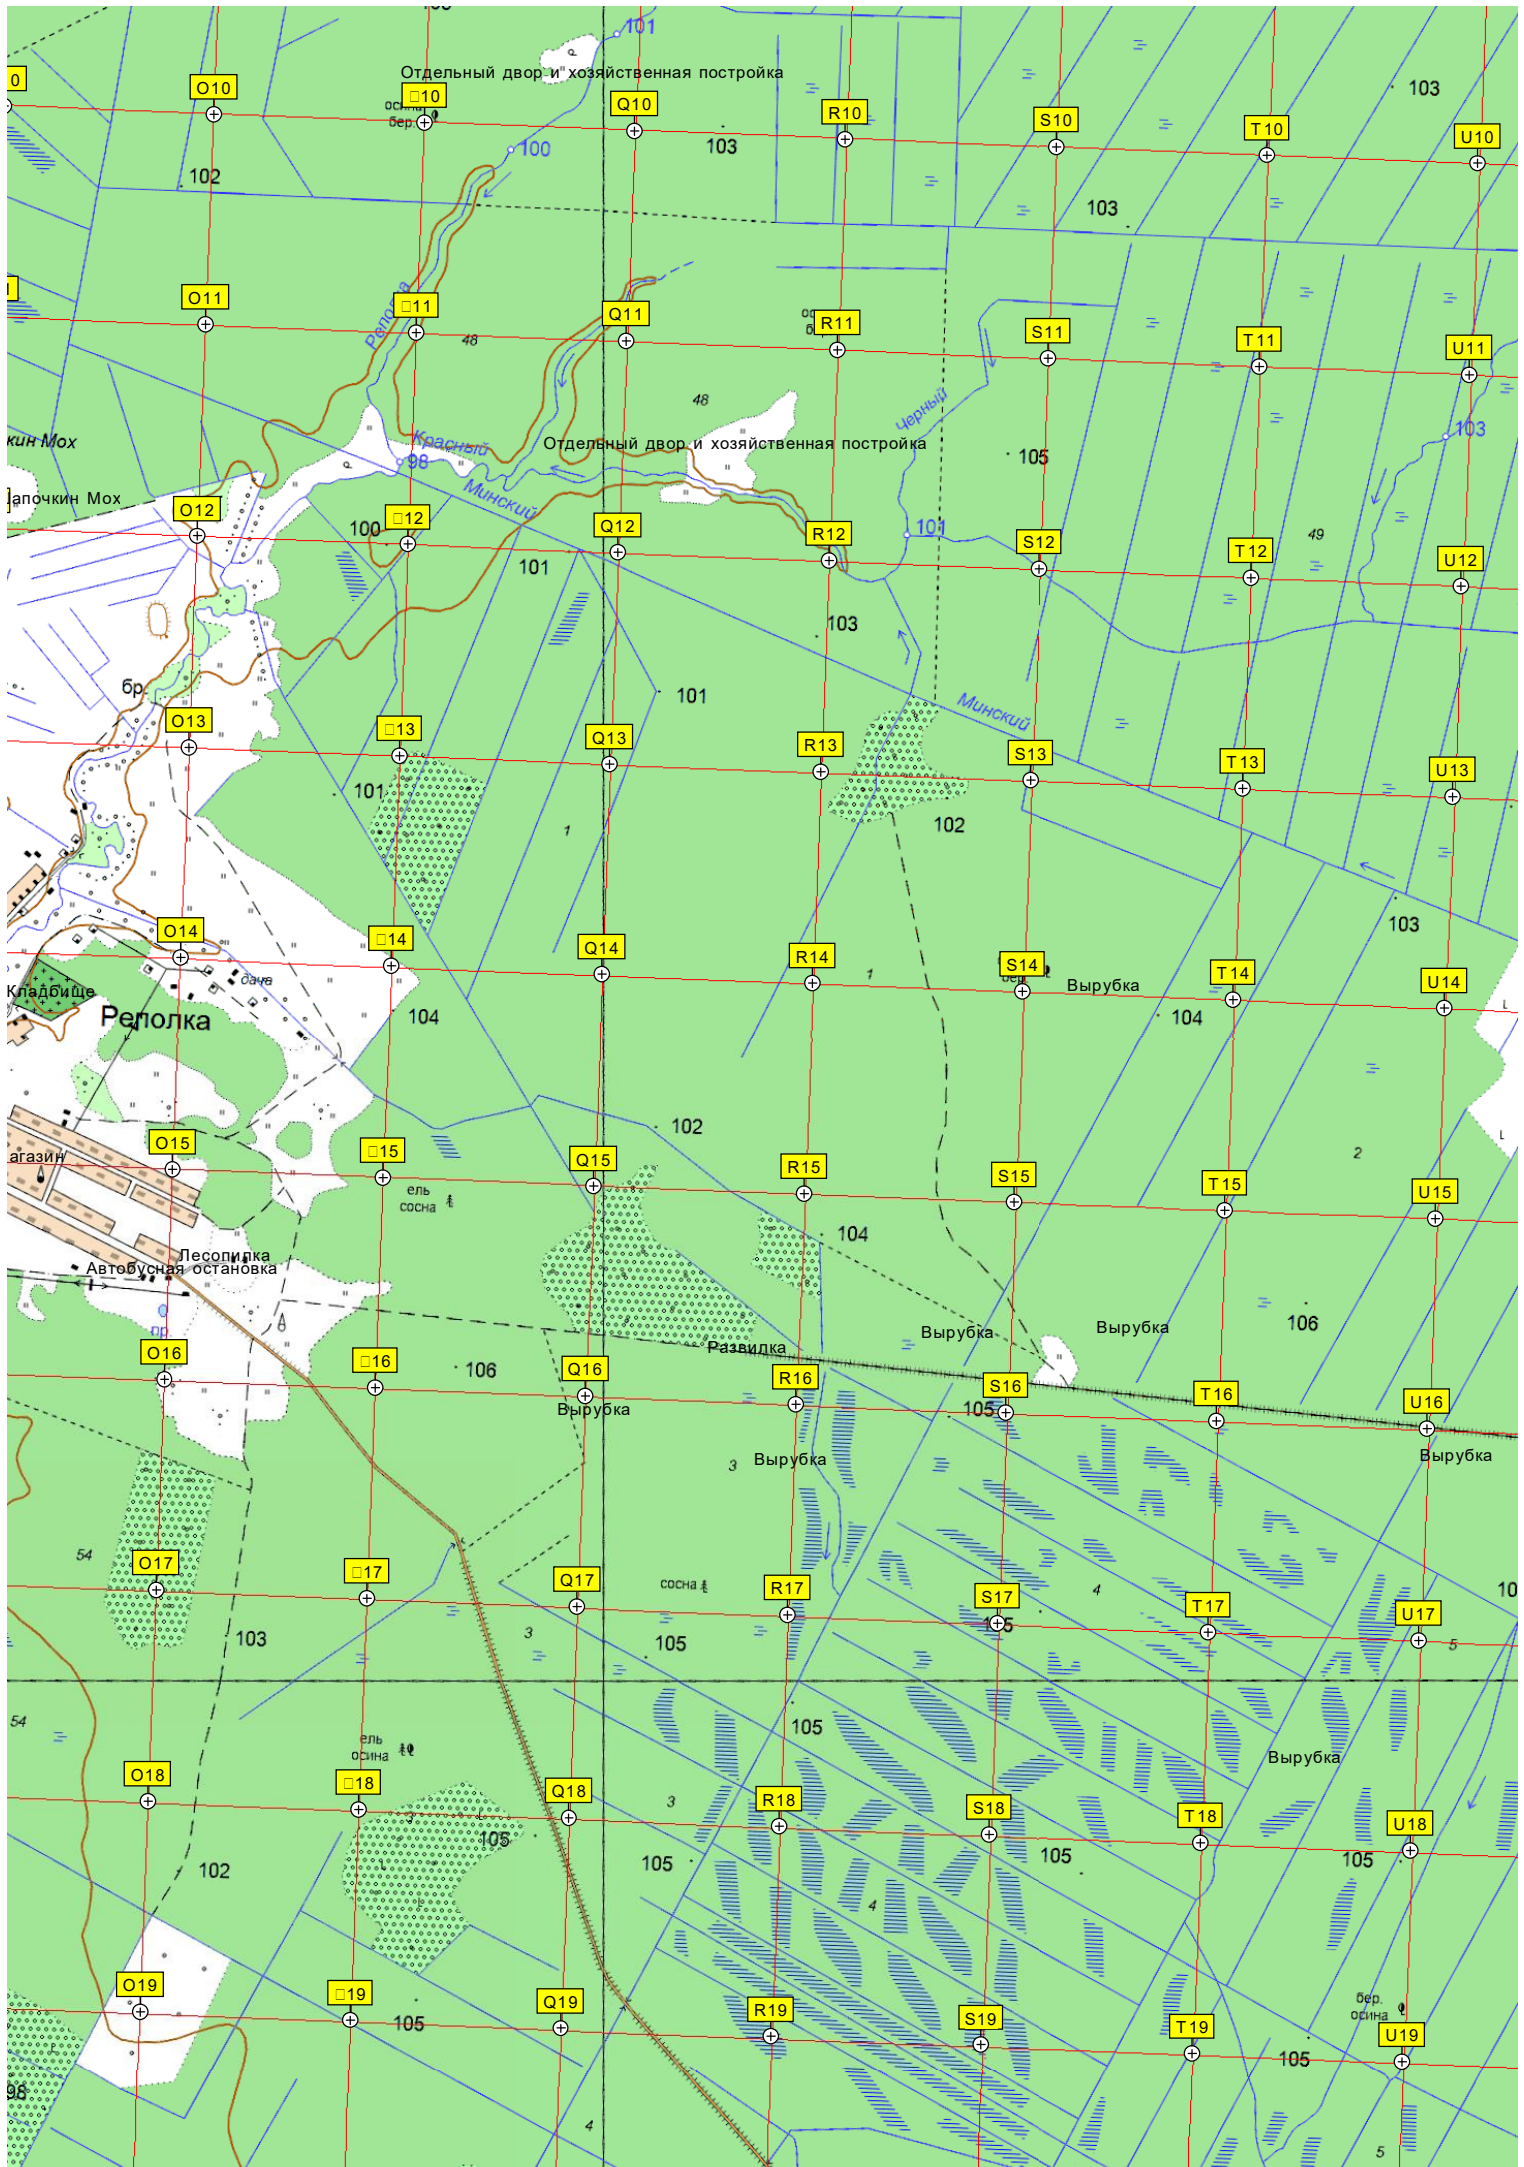 101
Отдельный двор и хозяйственная постройка
103
O10
□10
Q10
R10
S10
T10
U10
бер.
100
103
102
103
Реполка
O11
□11
Q11
R11
S11
T11
U11
48
48
Черный
103
Красный
Отдельный двор и хозяйственная постройка
98
105
кин Мох
Минский
апочкин Мох
O12
□12
Q12
R12
S12
T12
U12
100
101
101
49
103
бр.
101
Минский
O13
□13
Q13
R13
S13
T13
U13
101
1
102
103
O14
□14
Q14
R14
S14
T14
U14
1
бер.
Вырубка
дача
Кладбище
Реполка
104
104
102
O15
□15
Q15
R15
S15
T15
U15
агазин
2
ель
сосна
104
Лесопилка
Автобусная остановка
пр.
106
Вырубка
Вырубка
Развилка
O16
□16
Q16
R16
S16
T16
U16
106
Вырубка
105
3
Вырубка
Вырубка
54
O17
□17
Q17
R17
S17
T17
U17
сосна
4
10
103
3
105
105
5
54
105
ель
осина
Вырубка
O18
□18
Q18
R18
S18
T18
U18
3
105
102
105
105
105
4
O19
□19
Q19
R19
S19
T19
U19
бер.
осина
105
105
98
4
5